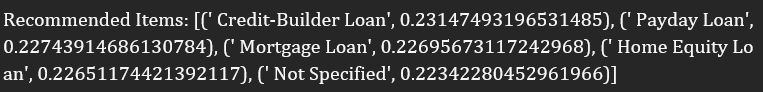 Recommended Items: [(' Credit-Builder Loan', 0.23147493196531485), (' Payday Loan',
0.22743914686130784), (' Mortgage Loan', 0.22695673117242968), (' Home Equity Lo
an', 0.22651174421392117), (' Not Specified', 0.22342280452961966)]